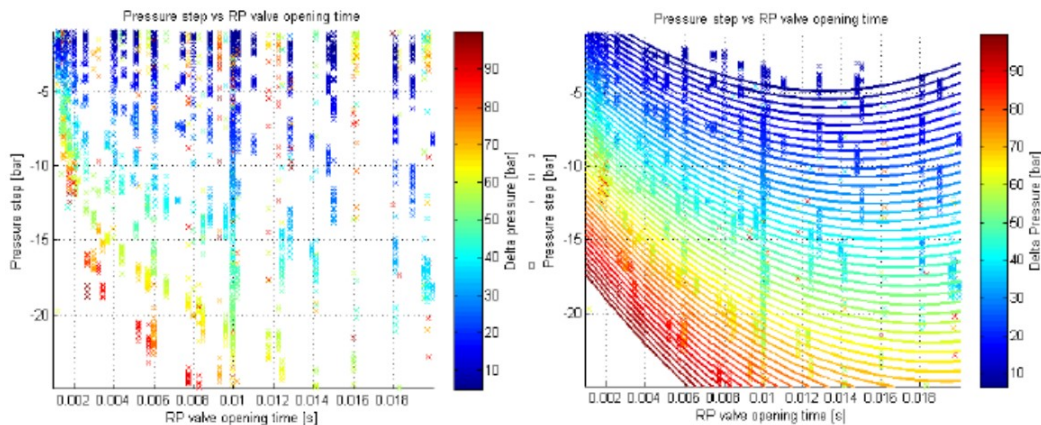 Pressure step vs RP valve opening time
Pressure step [bar]
-5
-10
-15
-20
0.002 0.004 0.006 0.008 0.01 0.012 0.014 0.016 0.018
RP valve opening time [s]
Delta pressure [bar]
90
80
70
60
50
40
30
20
10
Pressure step vs RP valve opening time
Pressure step [bar]
-5
-10
-15
-20
0.002 0.004 0.006 0.008 0.01 0.012 0.014 0.016 0.018
RP valve opening time [s]
Delta Pressure [bar]
90
80
70
60
50
40
30
20
10